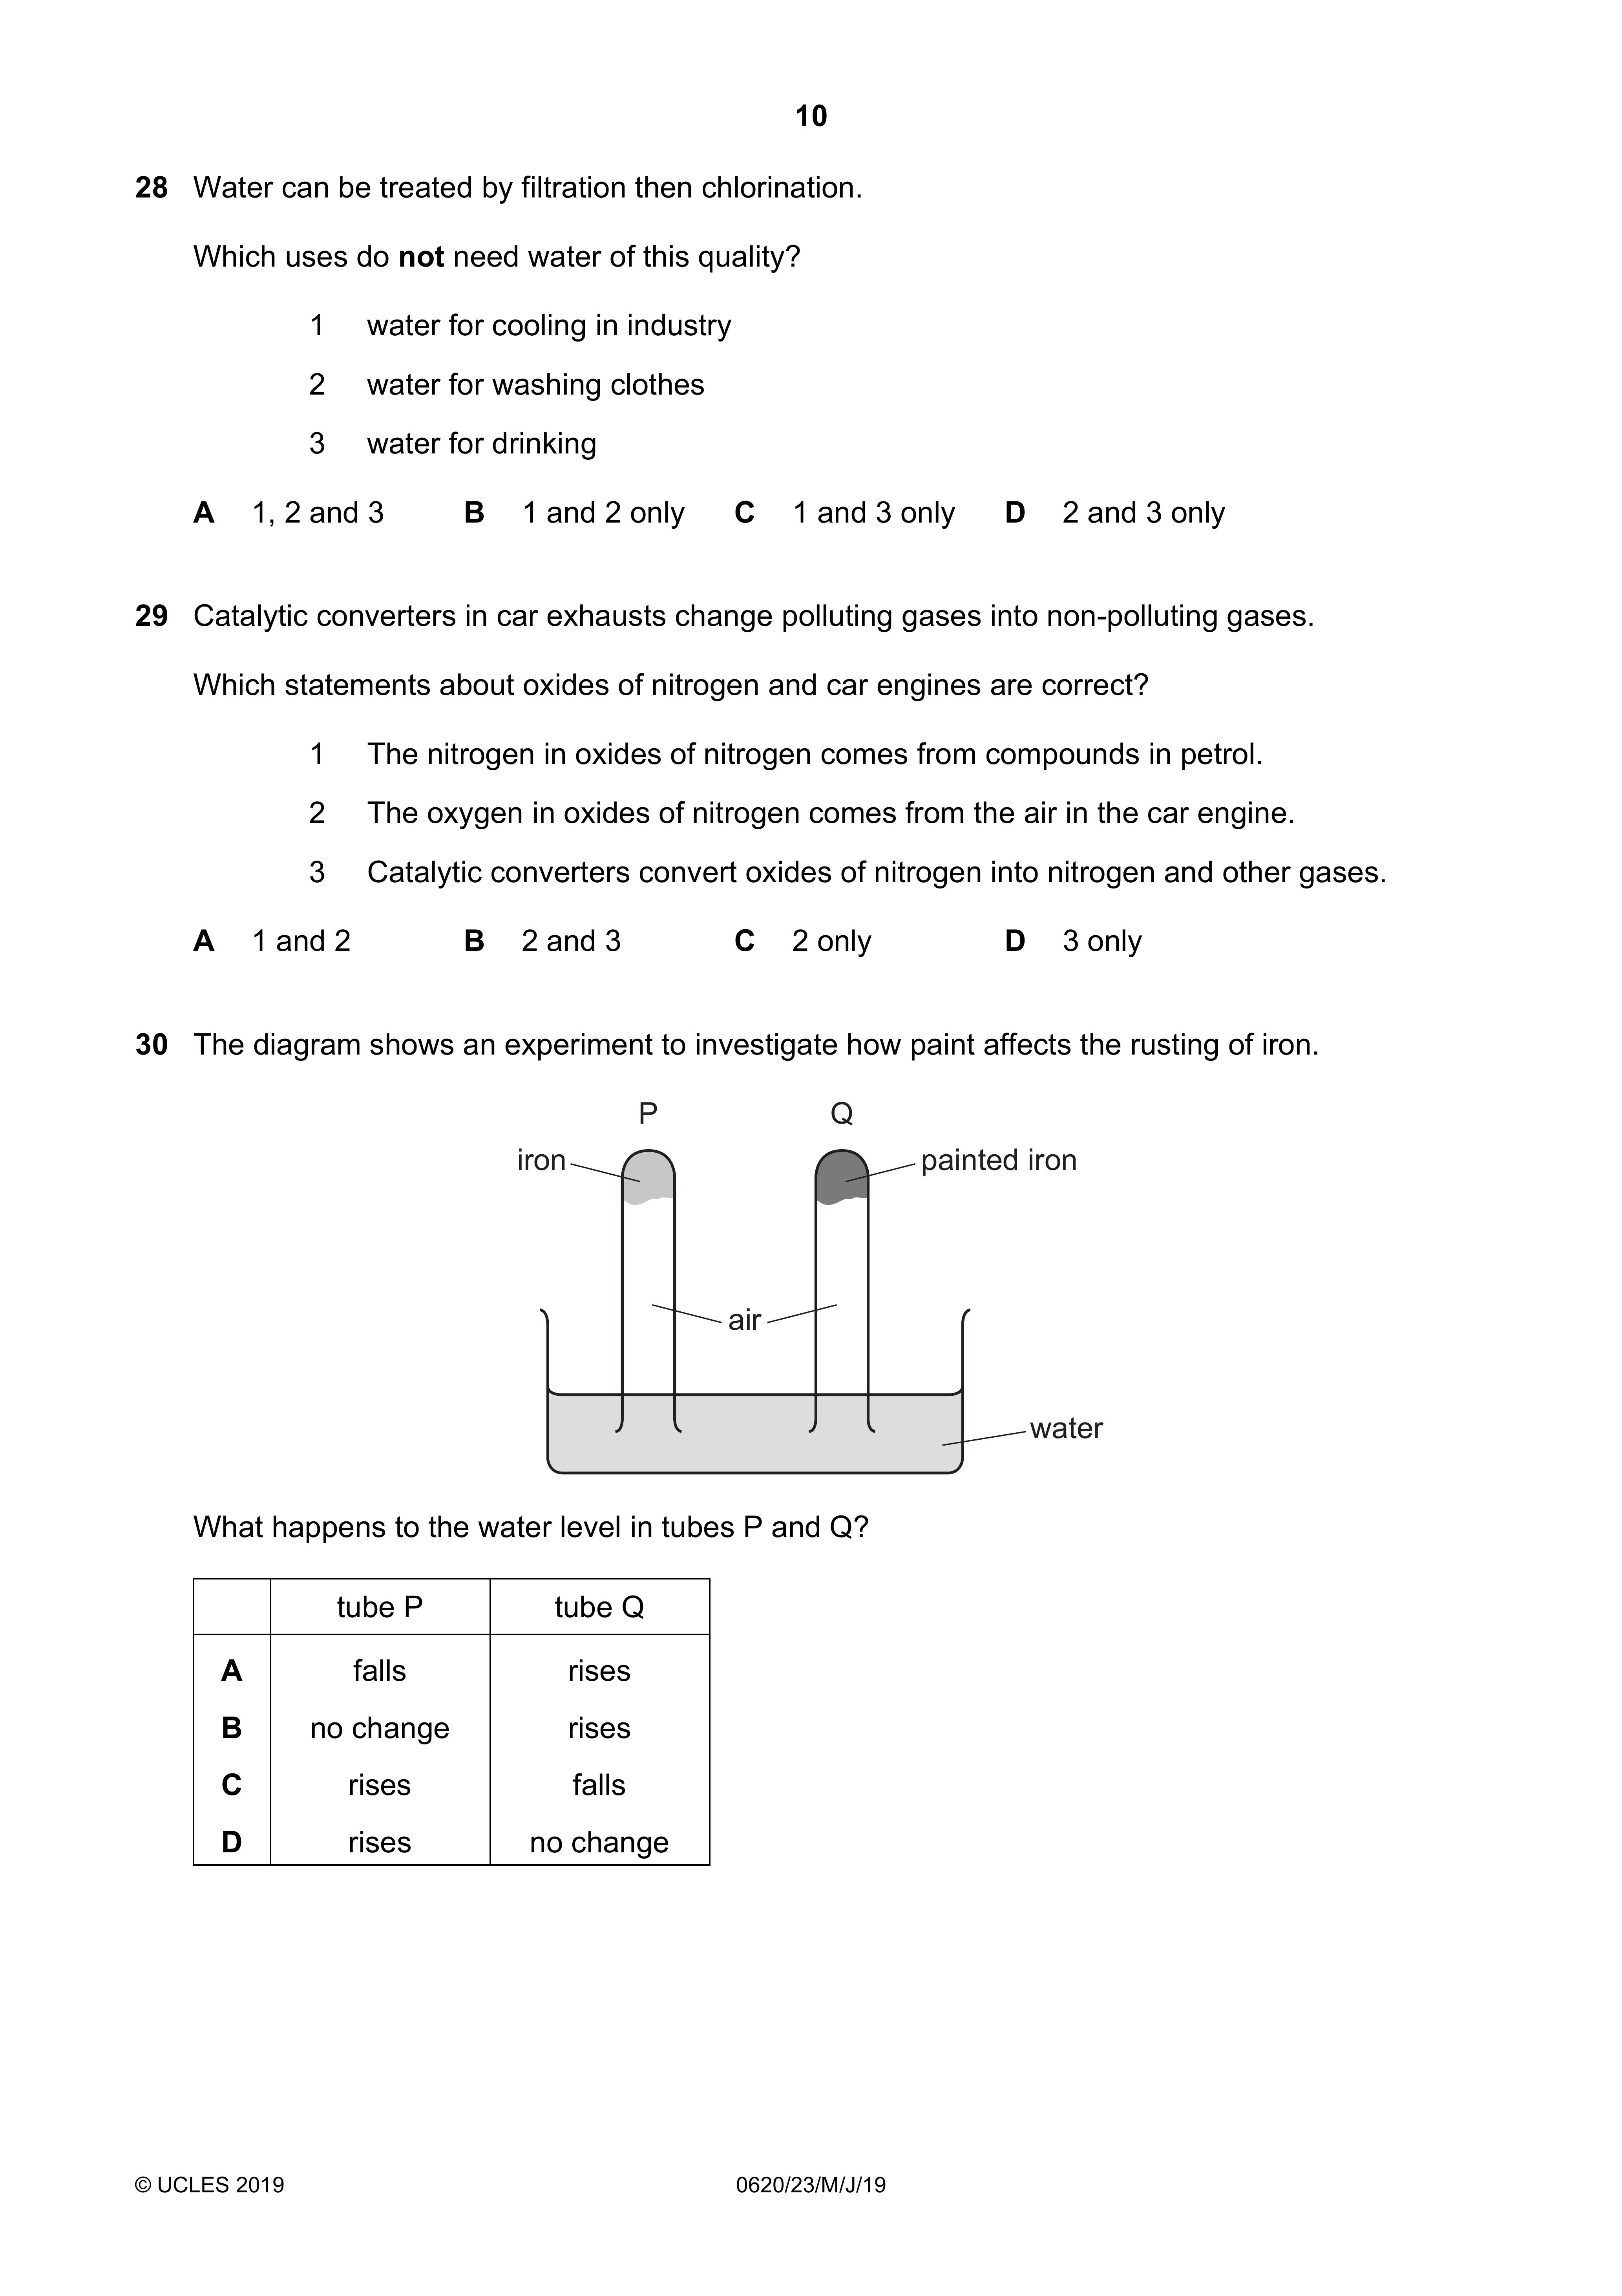 10
28 Water can be treated by filtration then chlorination.
Which uses do not need water of this quality?
1 water for cooling in industry
2 water for washing clothes
3 water for drinking
A 1, 2 and 3 B 1 and 2 only C 1 and 3 only D 2 and 3 only
29 Catalytic converters in car exhausts change polluting gases into non-polluting gases.
Which statements about oxides of nitrogen and car engines are correct?
1 The nitrogen in oxides of nitrogen comes from compounds in petrol.
2 The oxygen in oxides of nitrogen comes from the air in the car engine.
3 Catalytic converters convert oxides of nitrogen into nitrogen and other gases.
A 1 and 2 B 2 and 3 C 2 only D 3 only
30 The diagram shows an experiment to investigate how paint affects the rusting of iron.
P Q
iron painted iron
air
water
What happens to the water level in tubes P and Q?
tube P tube Q
A falls rises
B no change rises
C rises falls
D rises no change
© UCLES 2019 0620/23/M/J/19